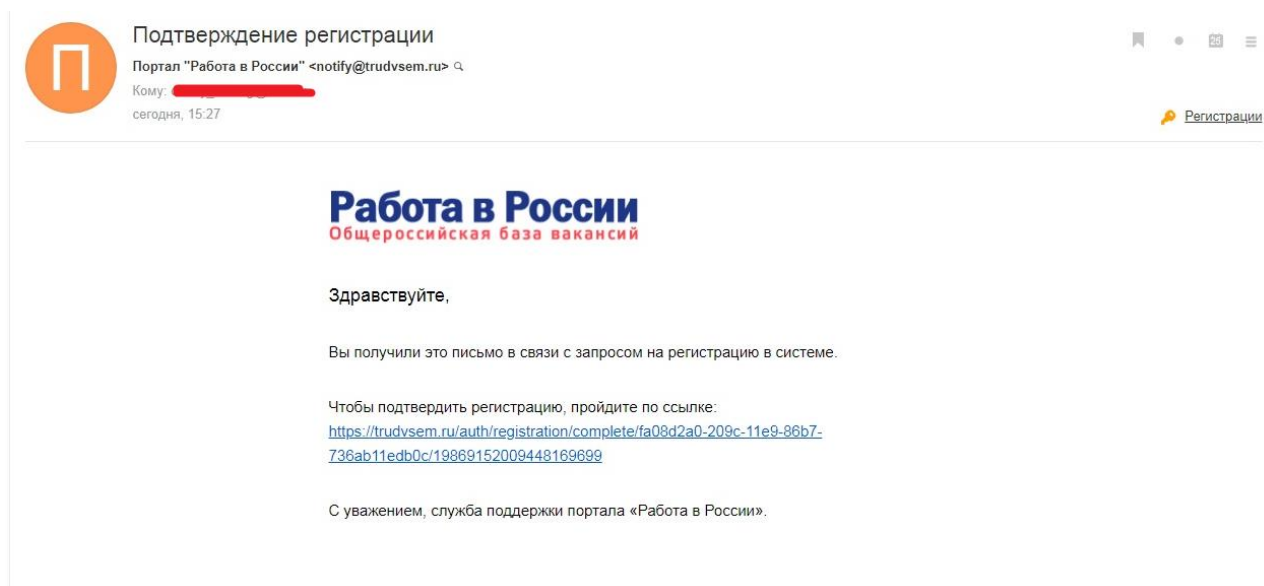 П
Подтверждение регистрации
Портал "Работа в России" <notify@trudvsem.ru>
Кому:
сегодня, 15:27
Регистрации
Работа в России
Общероссийская база вакансий
Здравствуйте,
Вы получили это письмо в связи с запросом на регистрацию в системе.
Чтобы подтвердить регистрацию, пройдите по ссылке:
https://trudvsem.ru/auth/registration/complete/fa08d2a0-209c-11e9-86b7-
736ab11edb0c/19869152009448169699
С уважением, служба поддержки портала «Работа в России».